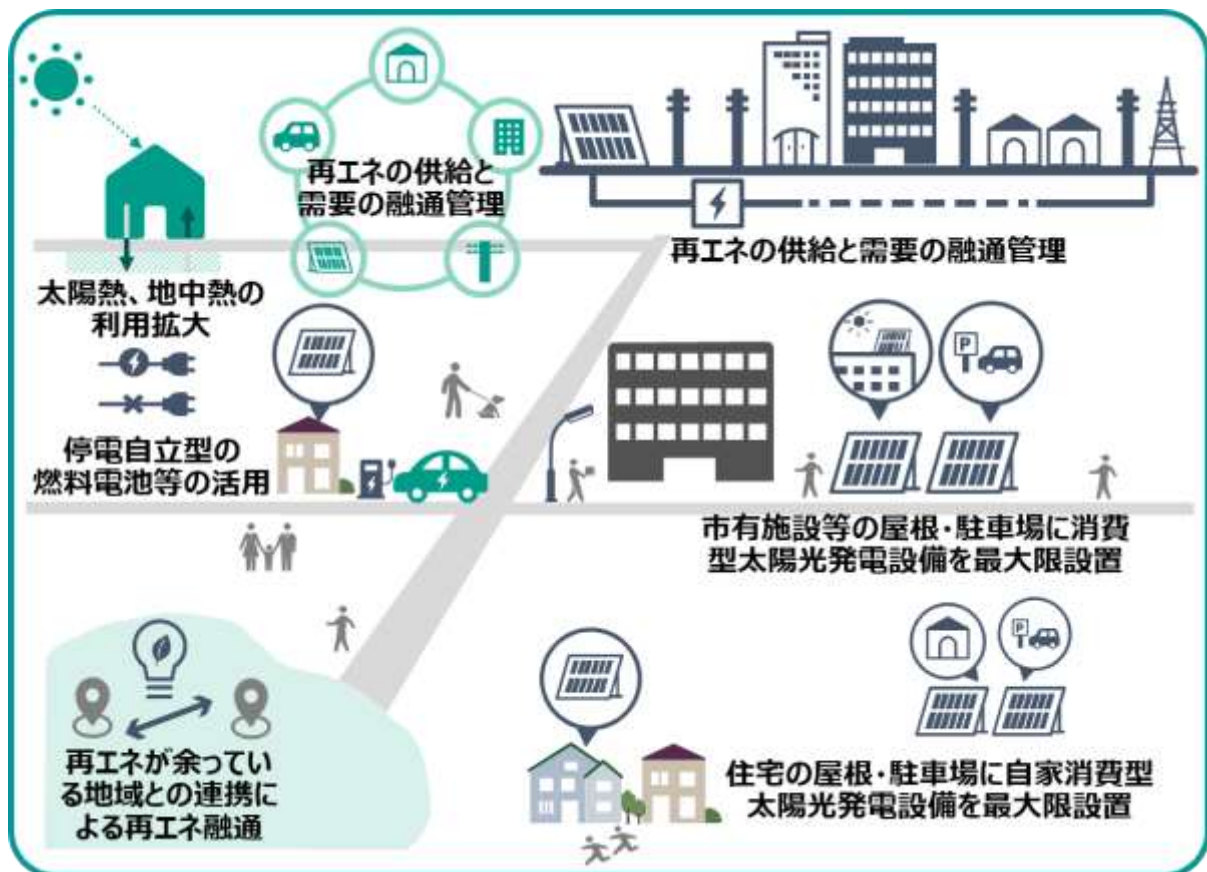 再エネの供給と
需要の融通管理
再エネの供給と需要の融通管理
太陽熱、地中熱の
利用拡大
停電自立型の
燃料電池等の活用
P
市有施設等の屋根・駐車場に消費
型太陽光発電設備を最大限設置
P
再エネが余ってい
る地域との連携に
よる再エネ融通
住宅の屋根・駐車場に自家消費型
太陽光発電設備を最大限設置